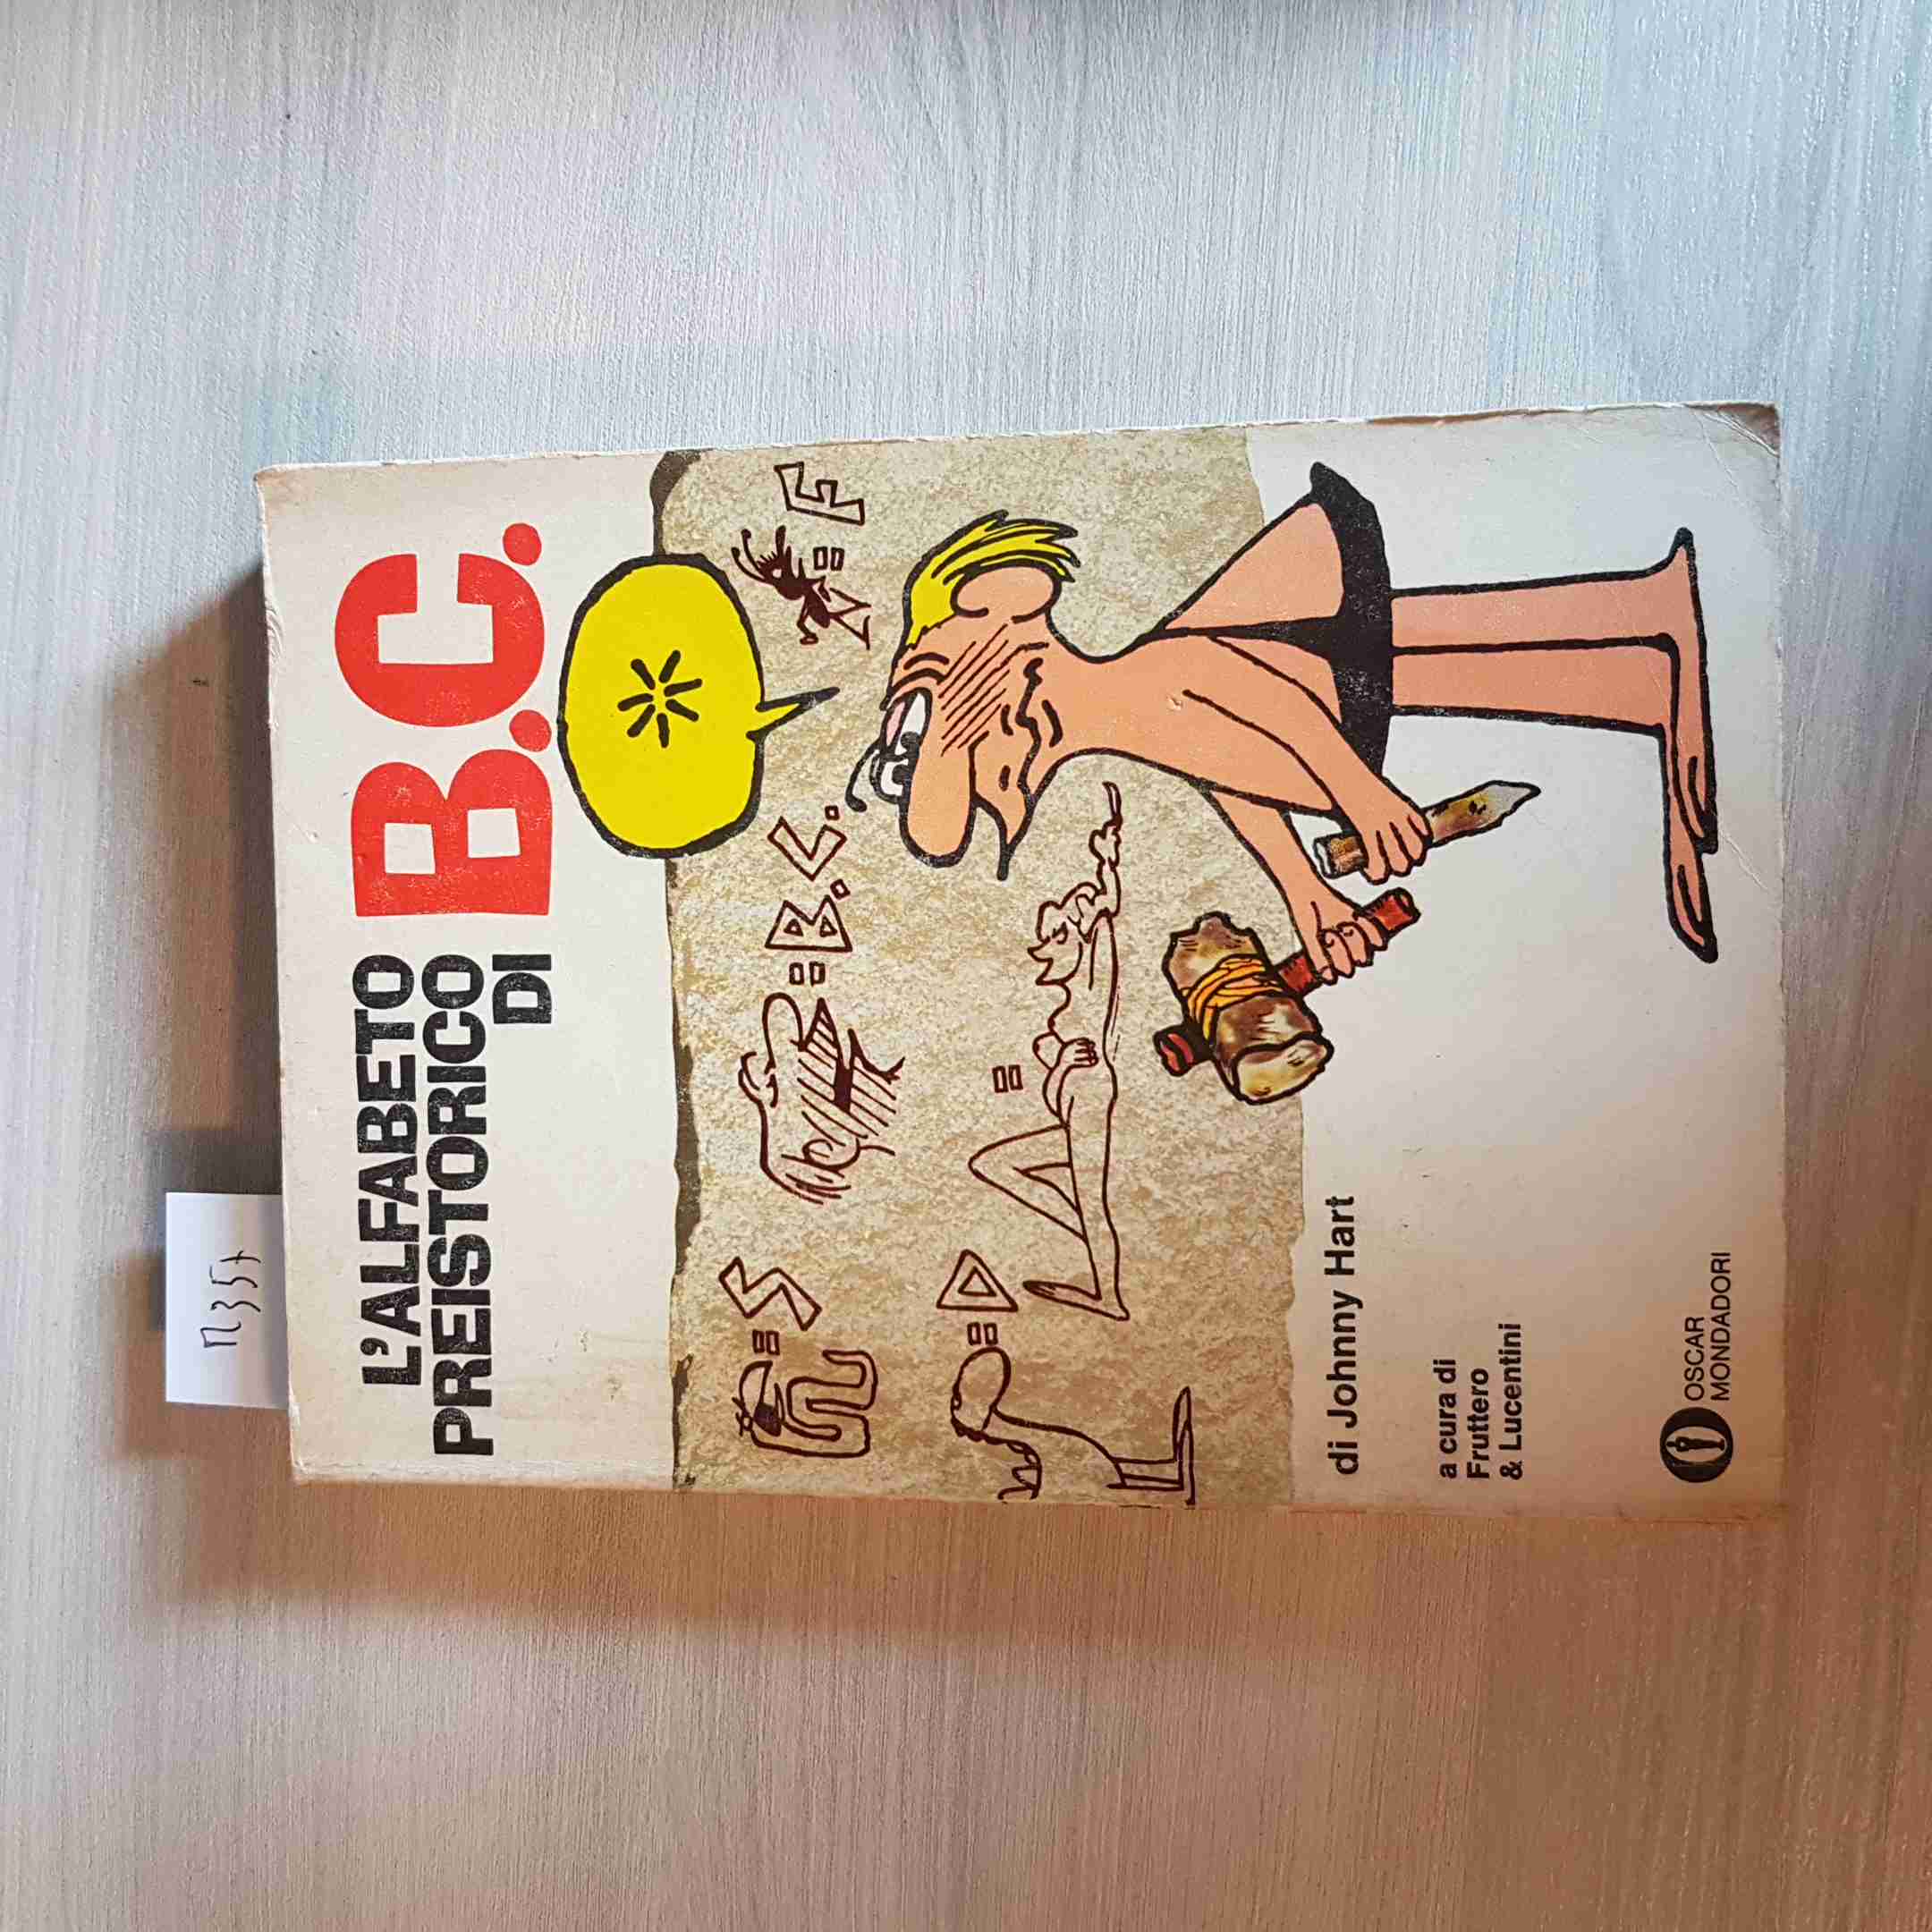 L'ALFABETO
PREISTORICO
DI
B.C.
*
= S
= B.C.
= F
= D
=
di Johnny Hart
a cura di
Fruttero
& Lucentini
OSCAR
MONDADORI